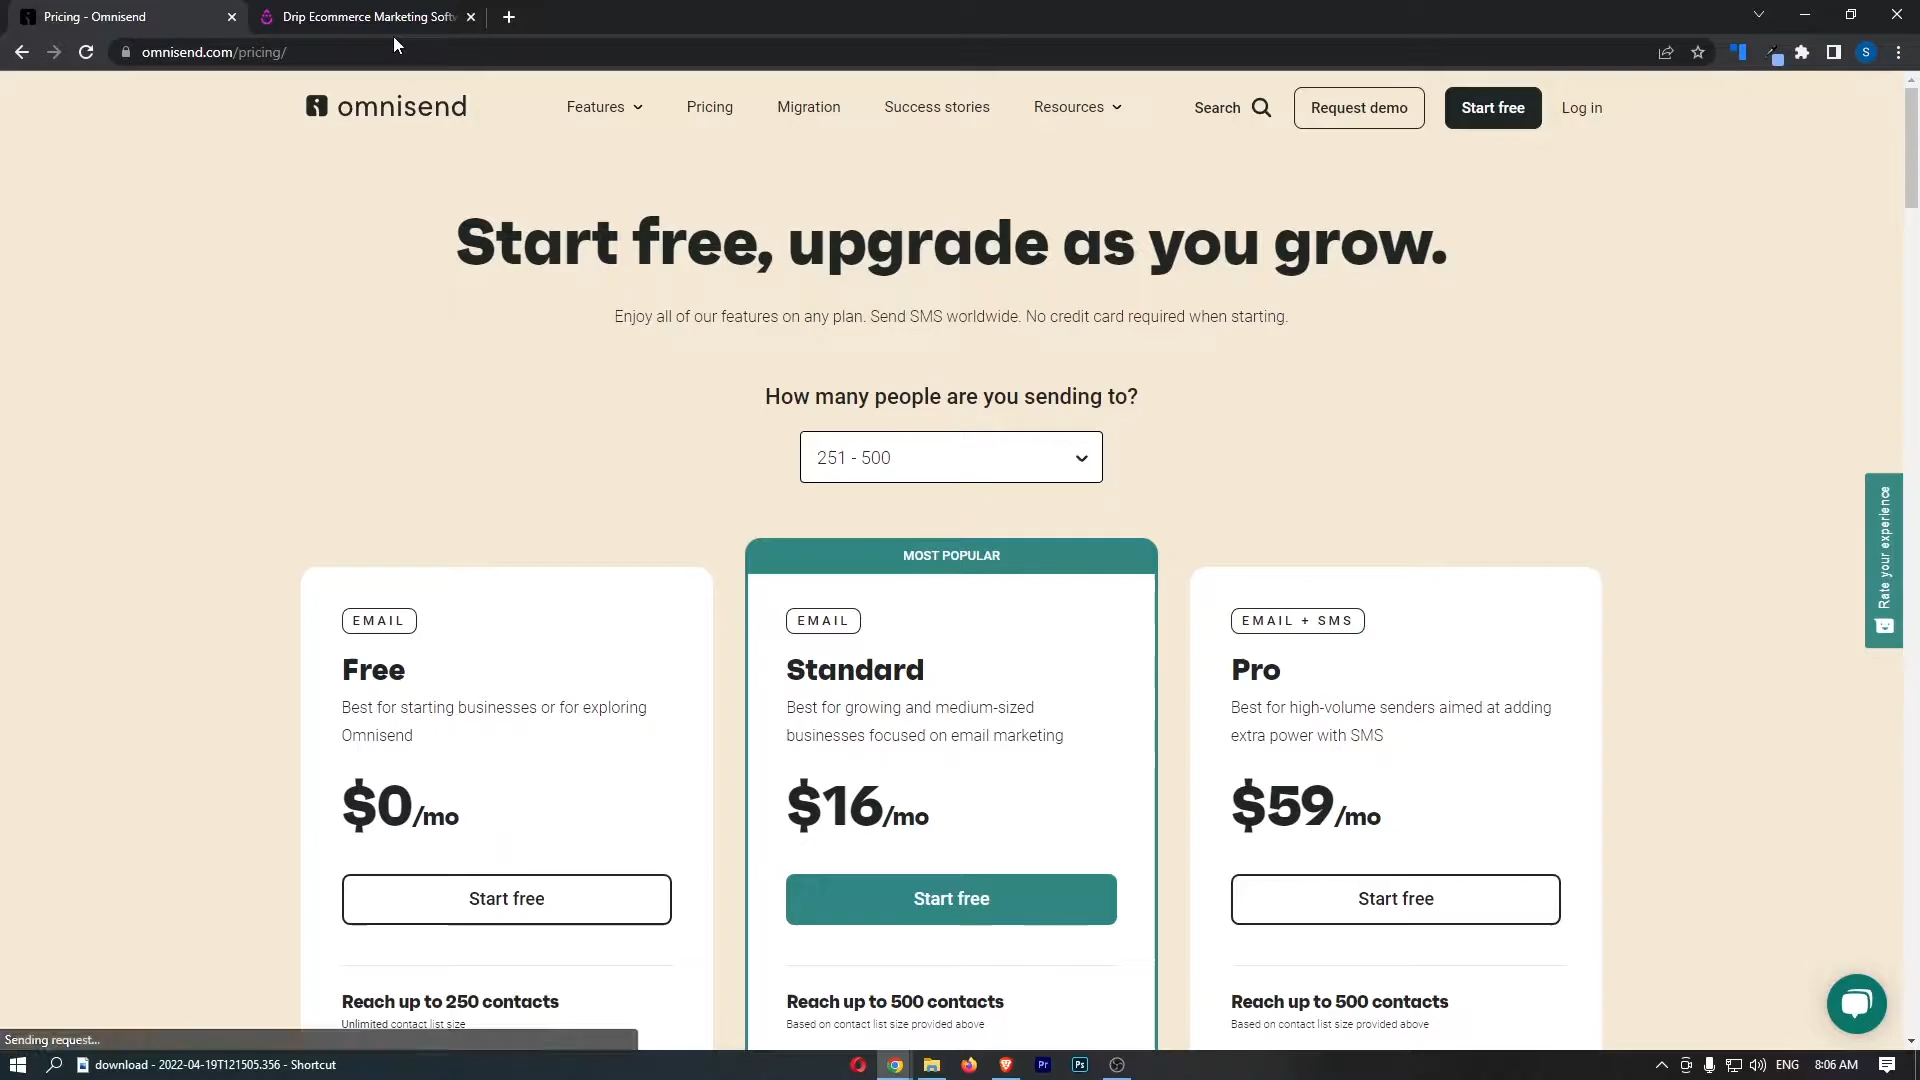 Pricing - Omnisend
Drip Ecommerce Marketing Softw
omnisend.com/pricing/
S
omnisend
Features
Pricing
Migration
Success stories
Resources
Search
Request demo
Start free
Log in
Start free, upgrade as you grow.
Enjoy all of our features on any plan. Send SMS worldwide. No credit card required when starting.
How many people are you sending to?
251 - 500
Rate your experience
MOST POPULAR
EMAIL
Free
Best for starting businesses or for exploring
Omnisend
$0/mo
Start free
Reach up to 250 contacts
Unlimited contact list size
EMAIL
Standard
Best for growing and medium-sized
businesses focused on email marketing
$16/mo
Start free
Reach up to 500 contacts
Based on contact list size provided above
EMAIL + SMS
Pro
Best for high-volume senders aimed at adding
extra power with SMS
$59/mo
Start free
Reach up to 500 contacts
Based on contact list size provided above
Sending request...
download - 2022-04-19T121505.356 - Shortcut
Pr
Ps
ENG
8:06 AM